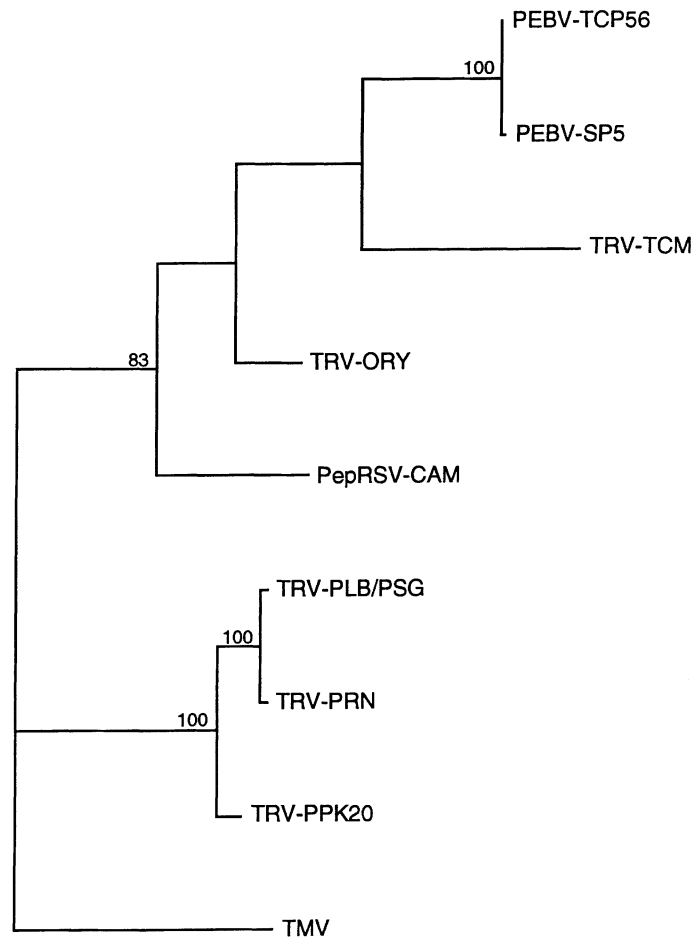 PEBV-TCP56
100
PEBV-SP5
TRV-TCM
83
TRV-ORY
PepRSV-CAM
TRV-PLB/PSG
100
TRV-PRN
100
TRV-PPK20
TMV